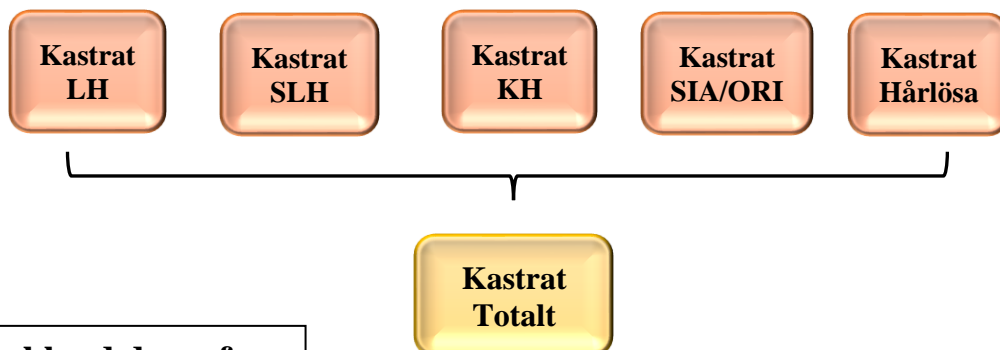 Kastrat
LH
Kastrat
SLH
Kastrat
KH
Kastrat
SIA/ORI
Kastrat
Hårlösa
Kastrat
Totalt